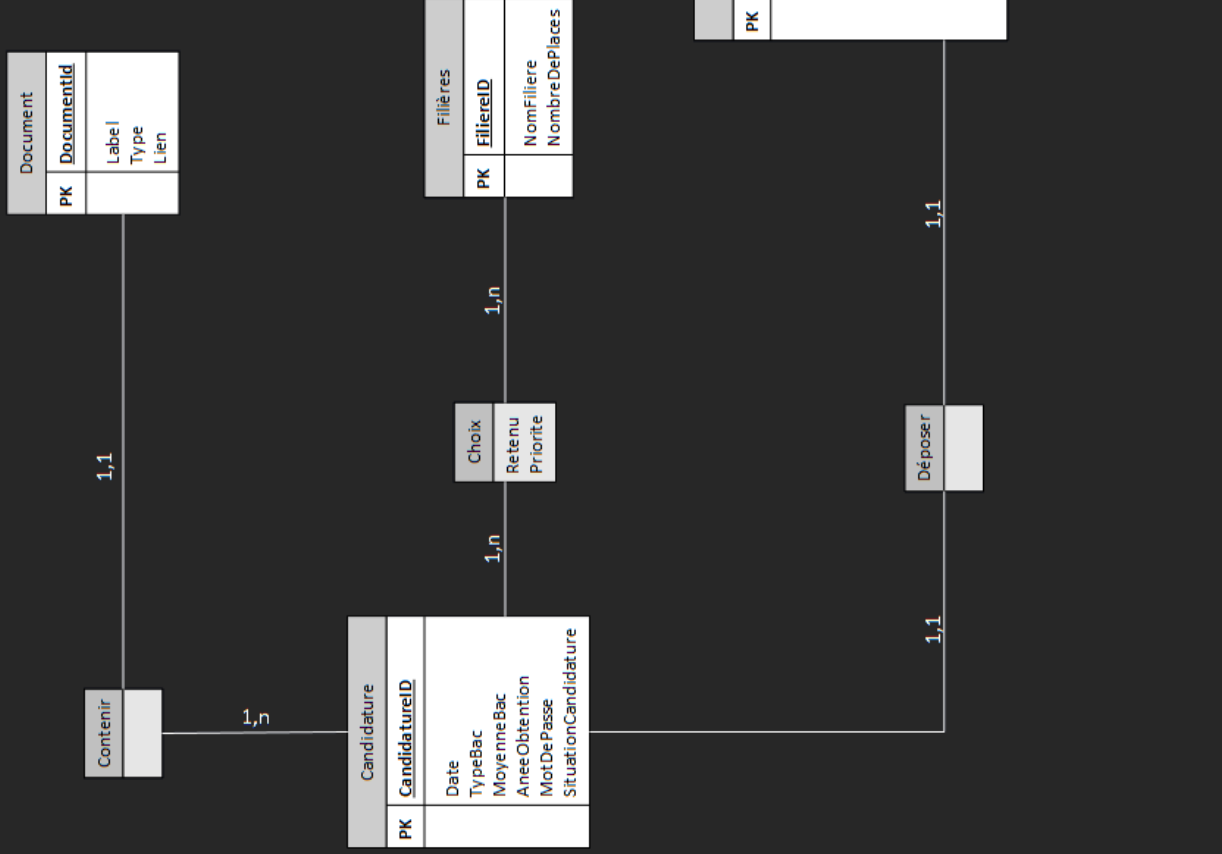 Document
PK DocumentId
Label
Type
Lien
1,1
Contenir
1,n
Filières
PK FiliereID
NomFiliere
NombreDePlaces
1,n
Choix
Retenu
Priorite
1,n
Candidature
PK CandidatureID
Date
TypeBac
MoyenneBac
AneeObtention
MotDePasse
SituationCandidature
PK
1,1
Déposer
1,1